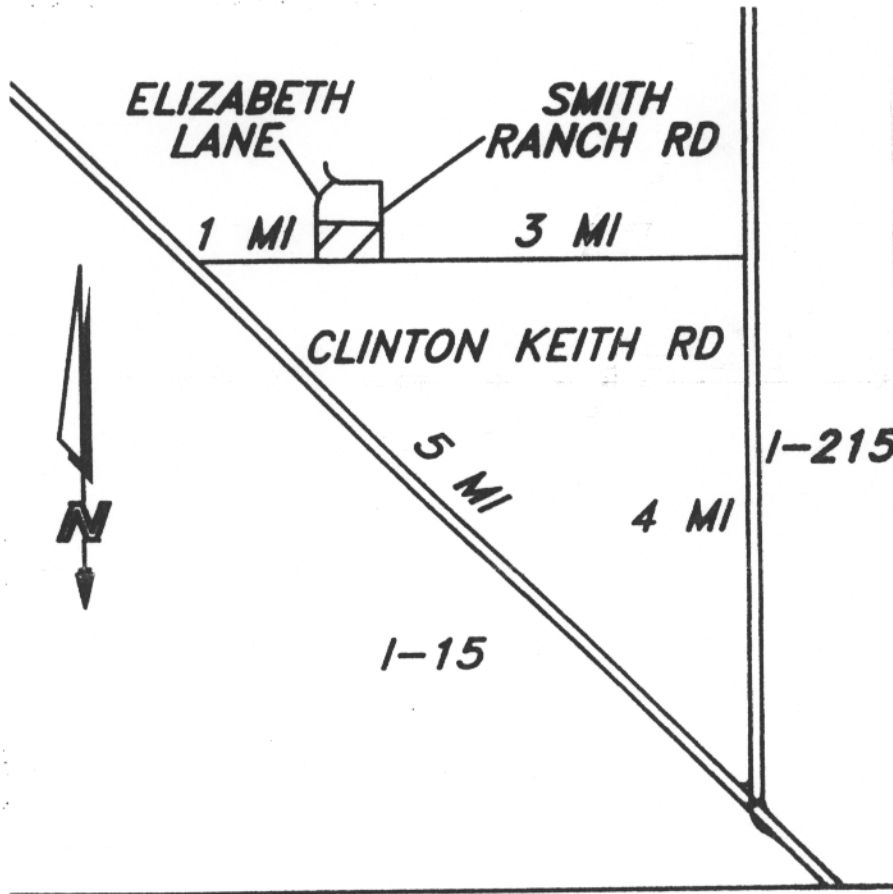 ELIZABETH
LANE
SMITH
RANCH RD
1 MI
3 MI
CLINTON KEITH RD
5 MI
I-215
4 MI
N
I-15